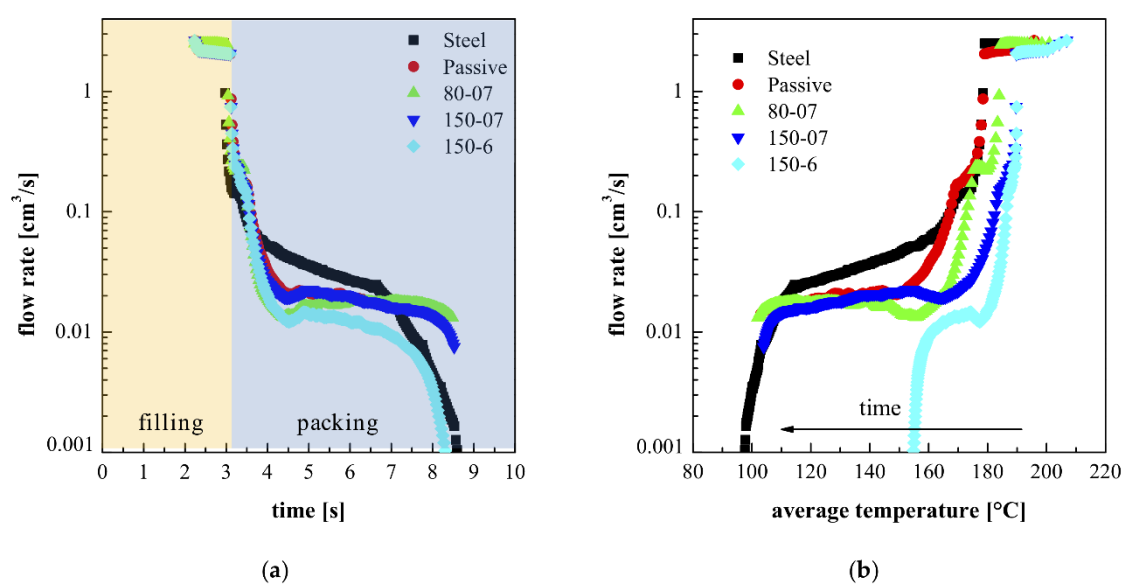 Steel
Passive
80-07
150-07
150-6
1
0.1
0.01
0.001
flow rate [cm³/s]
filling
packing
0 1 2 3 4 5 6 7 8 9 10
time [s]
(a)
Steel
Passive
80-07
150-07
150-6
1
0.1
0.01
0.001
flow rate [cm³/s]
time
80 100 120 140 160 180 200 220
average temperature [°C]
(b)